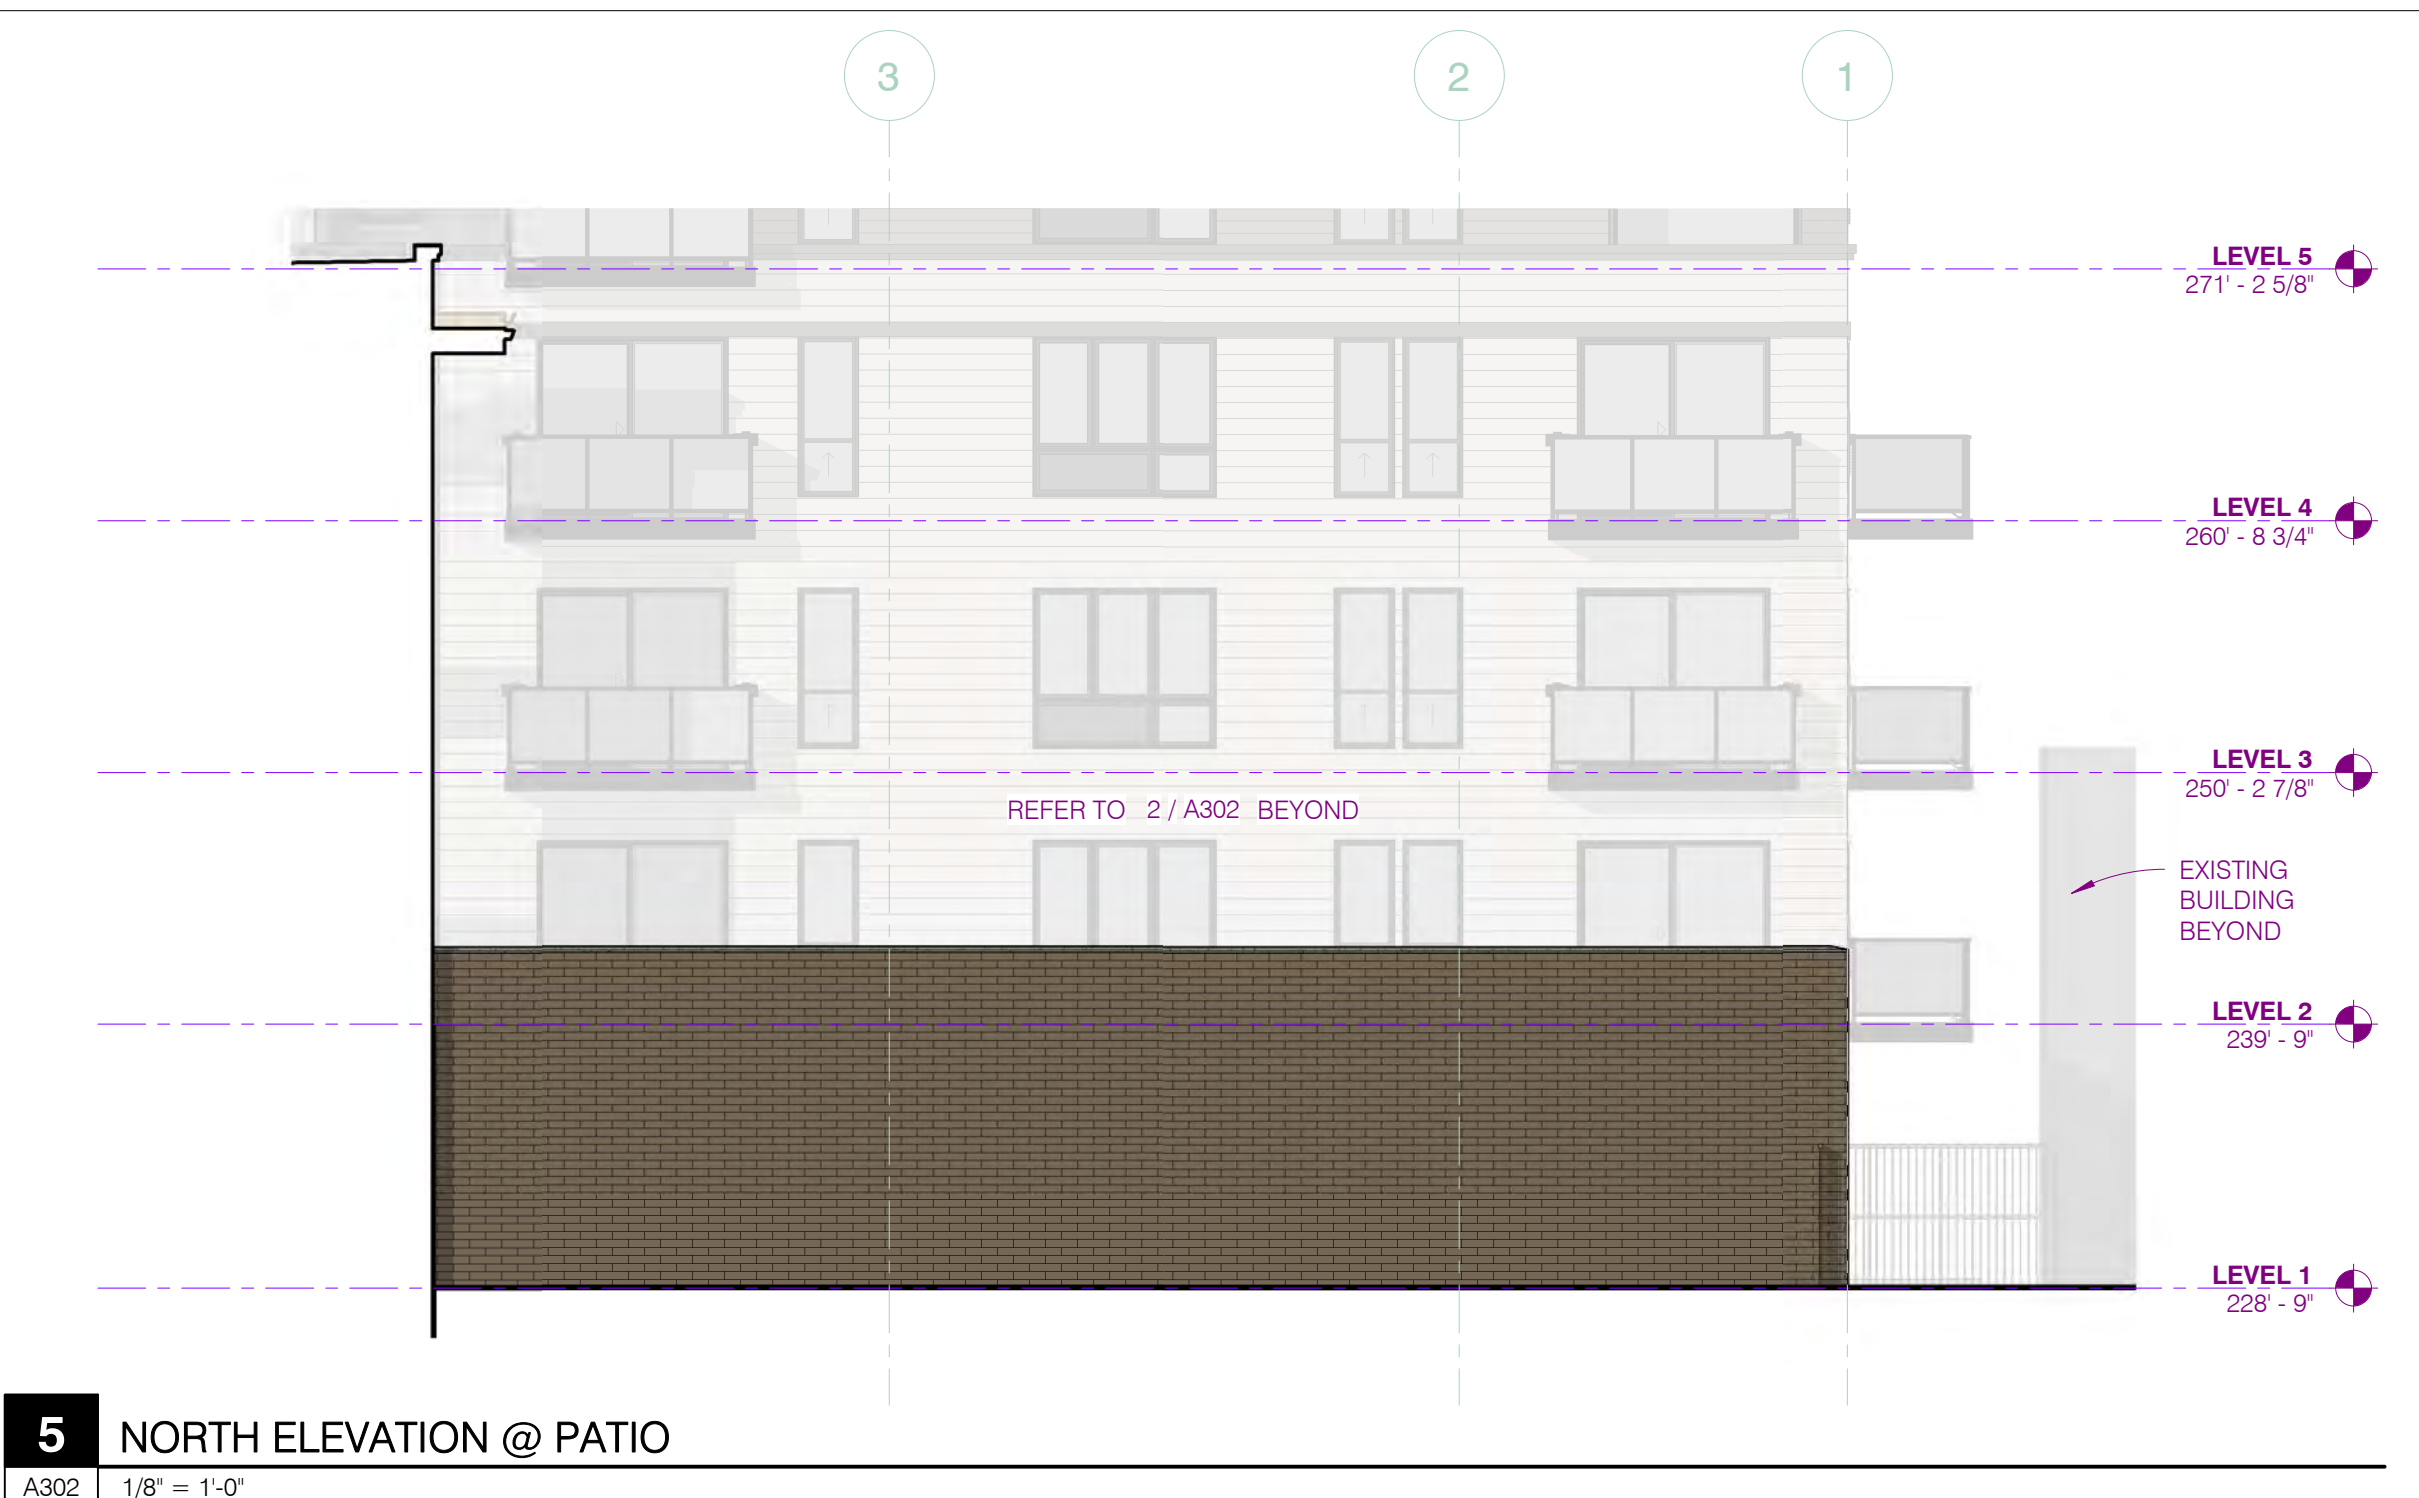 3
2
1
LEVEL 5
271' - 2 5/8"
LEVEL 4
260' - 8 3/4"
LEVEL 3
250' - 2 7/8"
REFER TO 2 / A302 BEYOND
EXISTING
BUILDING
BEYOND
LEVEL 2
239' - 9"
LEVEL 1
228' - 9"
5
NORTH ELEVATION @ PATIO
A302
1/8" = 1'-0"